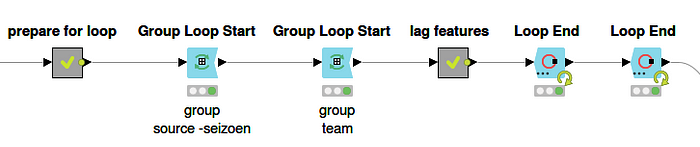 prepare for loop
Group Loop Start
Group Loop Start
lag features
Loop End
Loop End
group
source -seizoen
group
team